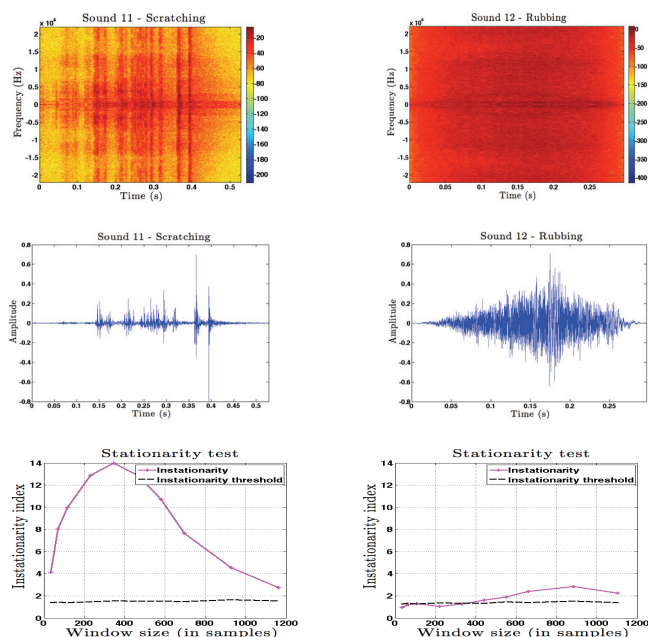 Sound 11 - Scratching
x 10⁴
2
1.5
1
0.5
0
-0.5
-1
-1.5
-2
Frequency (Hz)
0 0.1 0.2 0.3 0.4 0.5
Time (s)
-20
-40
-60
-80
-100
-120
-140
-160
-180
-200
Sound 12 - Rubbing
x 10⁴
2
1.5
1
0.5
0
-0.5
-1
-1.5
-2
Frequency (Hz)
0 0.05 0.1 0.15 0.2 0.25
Time (s)
0
-50
-100
-150
-200
-250
-300
-350
-400
Sound 11 - Scratching
0.8
0.6
0.4
0.2
0
-0.2
-0.4
-0.6
-0.8
Amplitude
0 0.05 0.1 0.15 0.2 0.25 0.3 0.35 0.4 0.45 0.5
Time (s)
Sound 12 - Rubbing
0.8
0.6
0.4
0.2
0
-0.2
-0.4
-0.6
-0.8
Amplitude
0 0.05 0.1 0.15 0.2 0.25
Time (s)
Stationarity test
14
12
10
8
6
4
2
0
Instationarity index
Instationarity
Instationarity threshold
0 200 400 600 800 1000 1200
Window size (in samples)
Stationarity test
14
12
10
8
6
4
2
0
Instationarity index
Instationarity
Instationarity threshold
0 200 400 600 800 1000 1200
Window size (in samples)